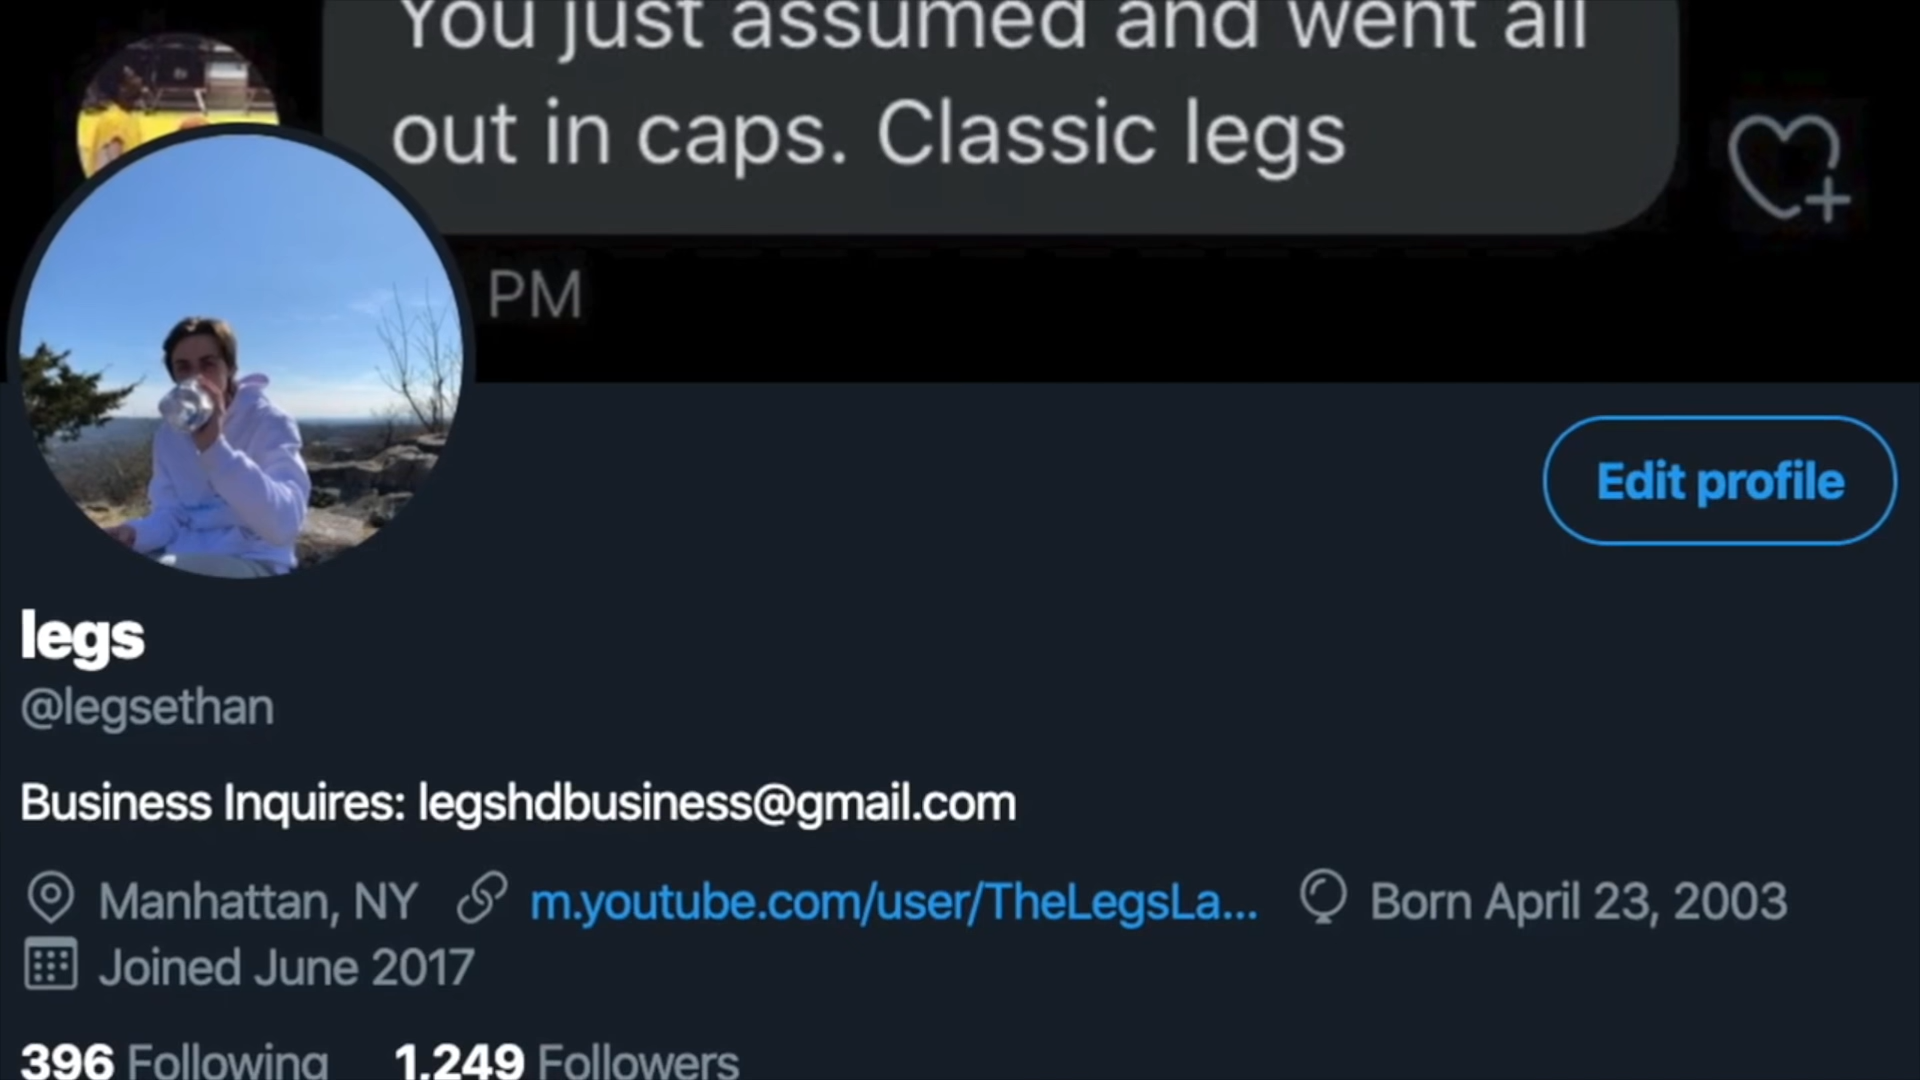 You just assumed and went all
out in caps. Classic legs
PM
Edit profile
legs
@legsethan
Business Inquires: legshdbusiness@gmail.com
Manhattan, NY m.youtube.com/user/TheLegsLa... Born April 23, 2003
Joined June 2017
396 Following 1,249 Followers